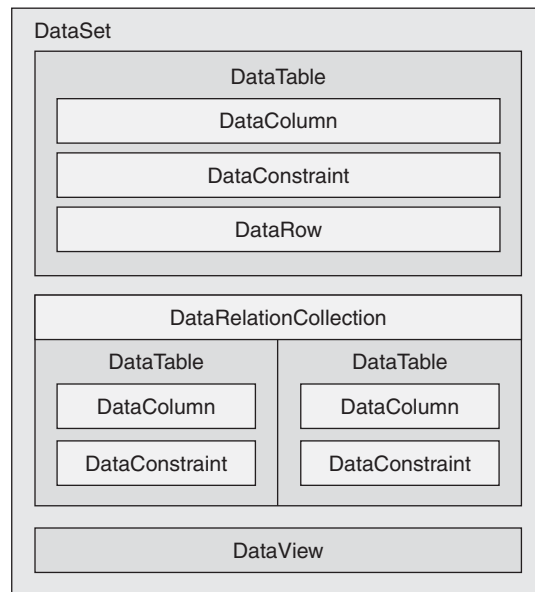 DataSet
DataTable
DataColumn
DataConstraint
DataRow
DataRelationCollection
DataTable
DataColumn
DataConstraint
DataTable
DataColumn
DataConstraint
DataView